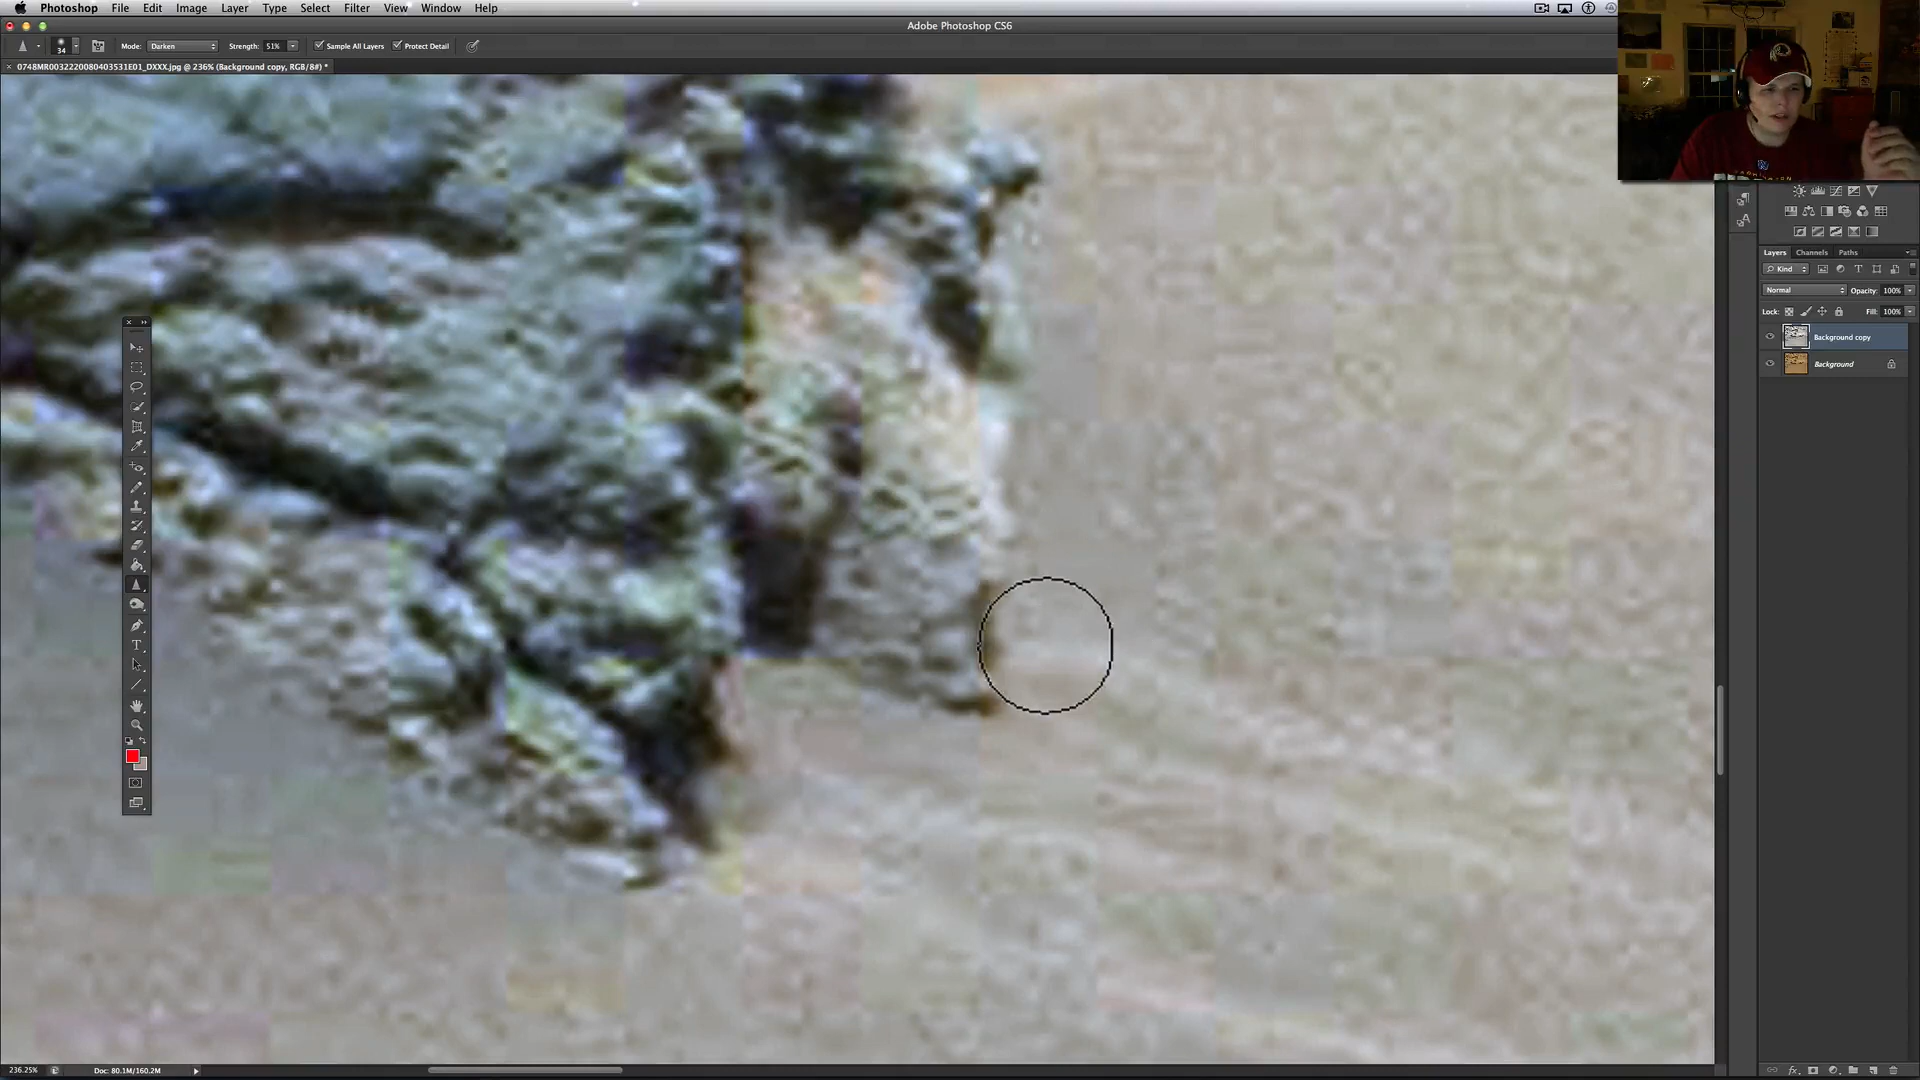 Photoshop File Edit Image Layer Type Select Filter View Window Help
Adobe Photoshop CS6
34 Mode: Darken Strength: 51% Sample All Layers Protect Detail
0748MR0032220080403531E01_DXXX.jpg @ 236% (Background copy, RGB/8#) *
Layers Channels Paths
Kind
Normal Opacity: 100%
Lock: Fill: 100%
Background copy
Background
236.25% Doc: 80.1M/160.2M